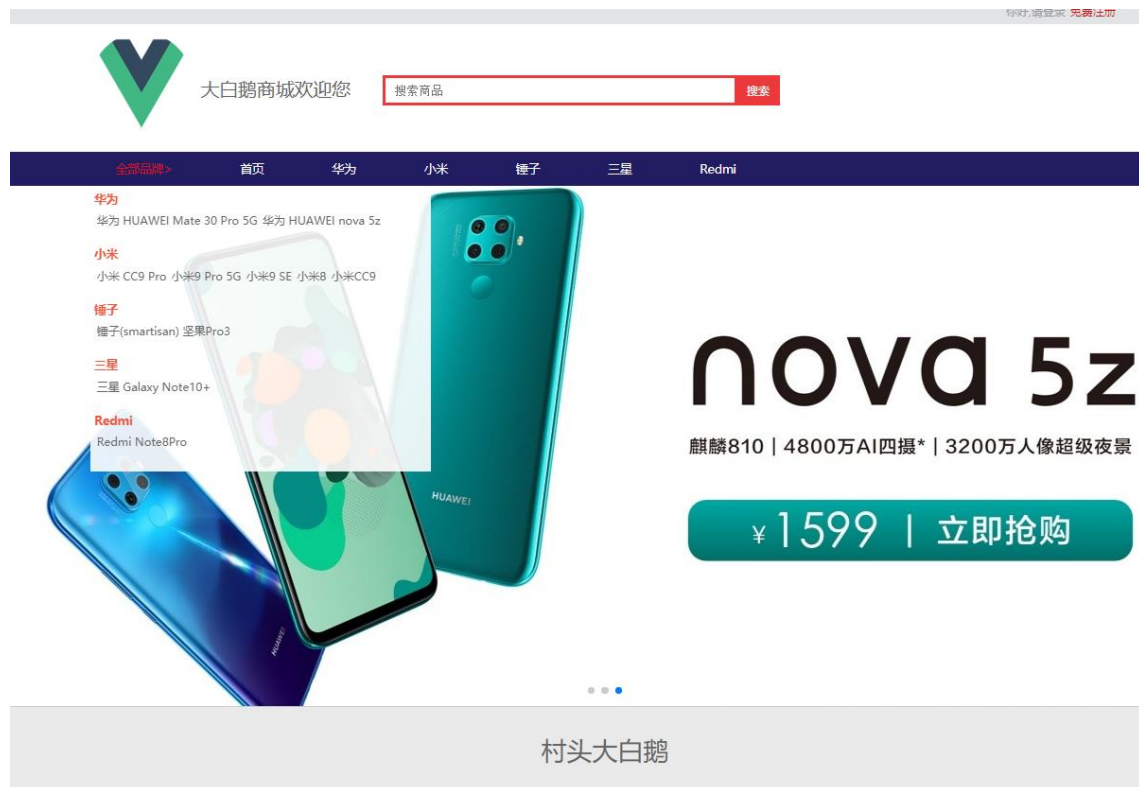 你好,请登录 免费注册
大白鹅商城欢迎您
搜索商品 搜索
全部品牌> 首页 华为 小米 锤子 三星 Redmi
华为
华为 HUAWEI Mate 30 Pro 5G 华为 HUAWEI nova 5z
小米
小米 CC9 Pro 小米9 Pro 5G 小米9 SE 小米8 小米CC9
锤子
锤子(smartisan) 坚果Pro3
三星
三星 Galaxy Note10+
Redmi
Redmi Note8Pro
nova 5z
麒麟810 | 4800万AI四摄* | 3200万人像超级夜景
¥1599 | 立即抢购
HUAWEI
HUAWEI
村头大白鹅